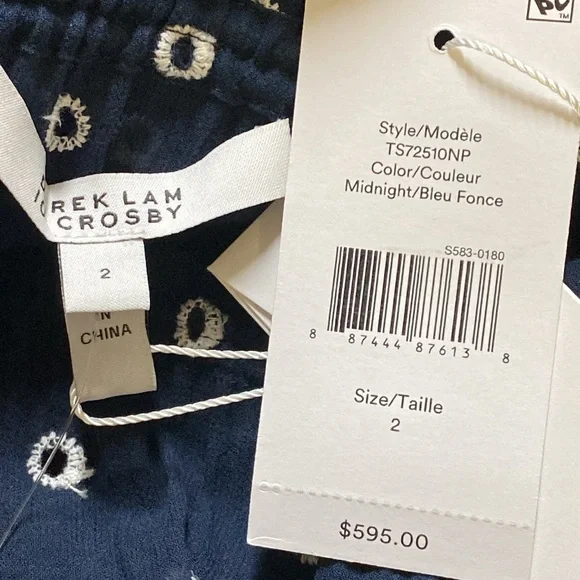 REK LAM
CROSBY
2
CHINA
Style/Modèle
TS72510NP
Color/Couleur
Midnight/Bleu Fonce
S583-0180
8 87444 87613 8
Size/Taille
2
$595.00